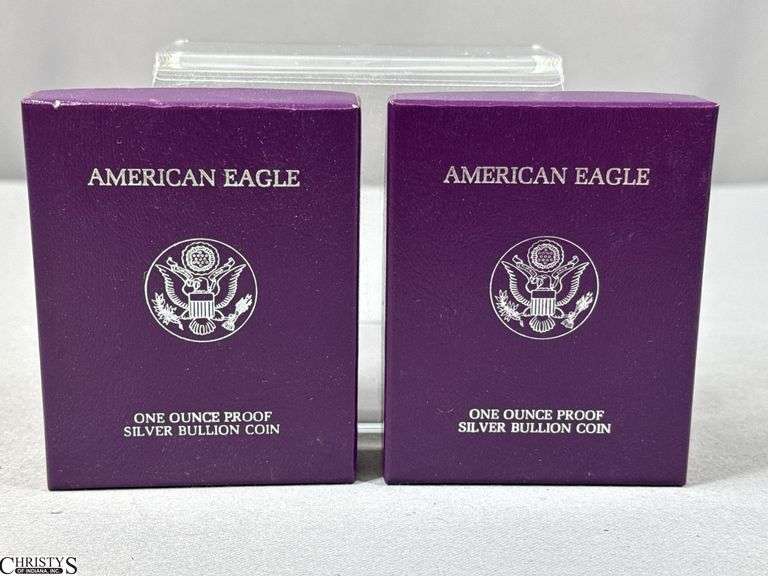 AMERICAN EAGLE
ONE OUNCE PROOF
SILVER BULLION COIN
AMERICAN EAGLE
ONE OUNCE PROOF
SILVER BULLION COIN
CHRISTYS
OF INDIANA, INC.